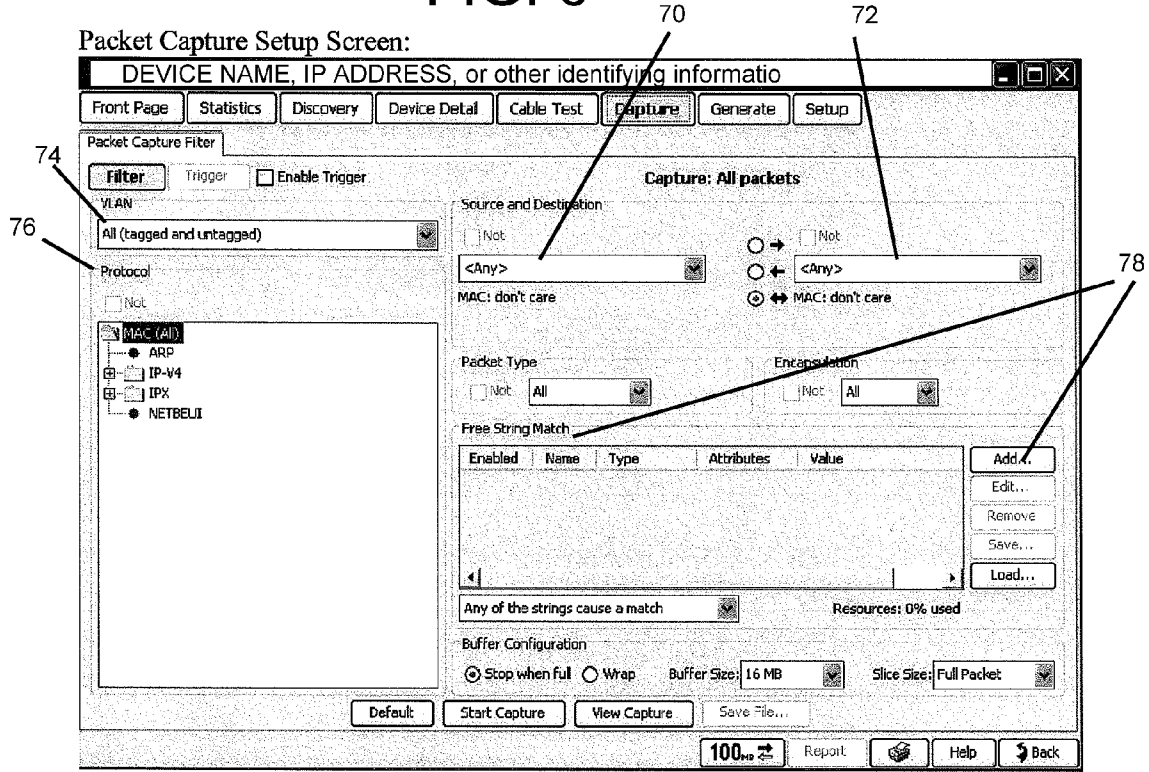 70 72
Packet Capture Setup Screen:
DEVICE NAME, IP ADDRESS, or other identifying informatio
Front Page Statistics Discovery Device Detail Cable Test Capture Generate Setup
Packet Capture Filter
74
Filter Trigger Enable Trigger Capture: All packets
VLAN Source and Destination
76 All (tagged and untagged) Not Not
Protocol <Any> <Any> 78
Not MAC: don't care MAC: don't care
MAC (All)
ARP
IP-V4 Packet Type Encapsulation
IPX Not All Not All
NETBEUI
Free String Match
Enabled Name Type Attributes Value Add...
Edit...
Remove
Save...
Load...
Any of the strings cause a match Resources: 0% used
Buffer Configuration
Stop when full Wrap Buffer Size: 16 MB Slice Size: Full Packet
Default Start Capture View Capture Save File...
100MB Report Help Back